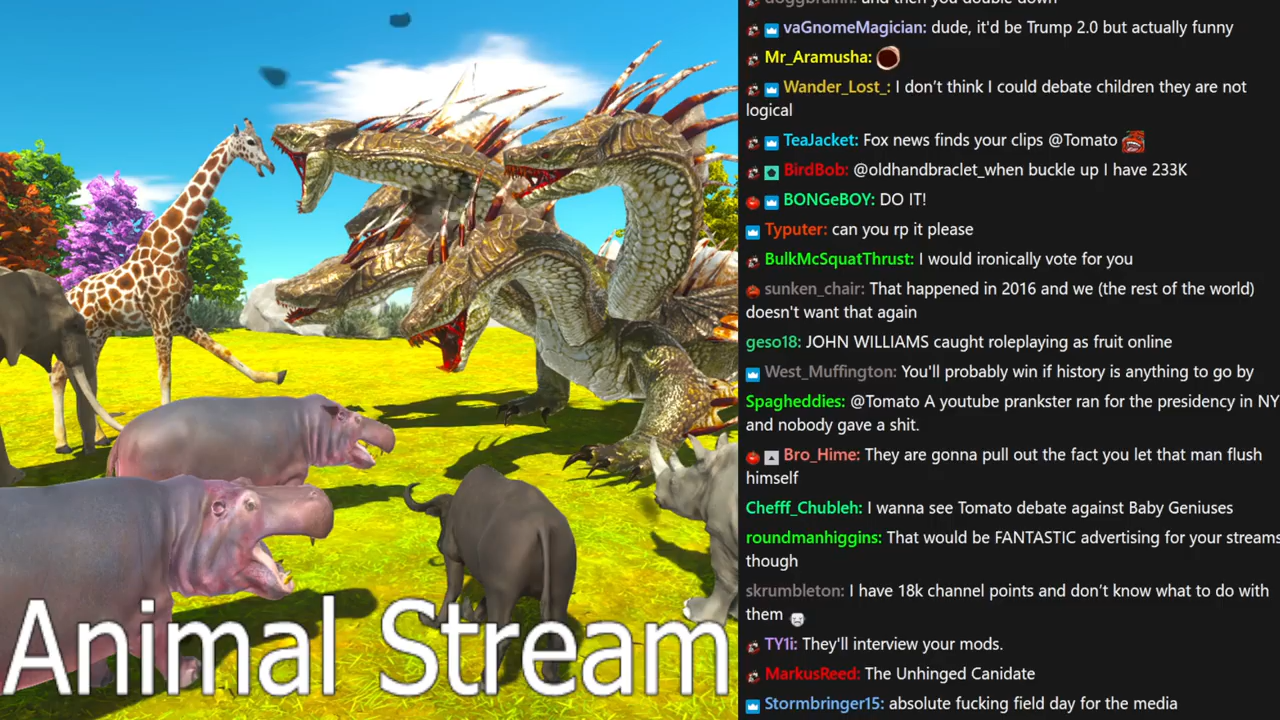 Animal Stream
doggbrainn: and then you double down
vaGnomeMagician: dude, it'd be Trump 2.0 but actually funny
Mr_Aramusha:
Wander_Lost_: I don't think I could debate children they are not
logical
TeaJacket: Fox news finds your clips @Tomato
BirdBob: @oldhandbraclet_when buckle up I have 233K
BONGeBOY: DO IT!
Typuter: can you rp it please
BulkMcSquatThrust: I would ironically vote for you
sunken_chair: That happened in 2016 and we (the rest of the world)
doesn't want that again
geso18: JOHN WILLIAMS caught roleplaying as fruit online
West_Muffington: You'll probably win if history is anything to go by
Spagheddies: @Tomato A youtube prankster ran for the presidency in NY
and nobody gave a shit.
Bro_Hime: They are gonna pull out the fact you let that man flush
himself
Chefff_Chubleh: I wanna see Tomato debate against Baby Geniuses
roundmanhiggins: That would be FANTASTIC advertising for your streams
though
skrumbleton: I have 18k channel points and don't know what to do with
them
TY1i: They'll interview your mods.
MarkusReed: The Unhinged Canidate
Stormbringer15: absolute fucking field day for the media